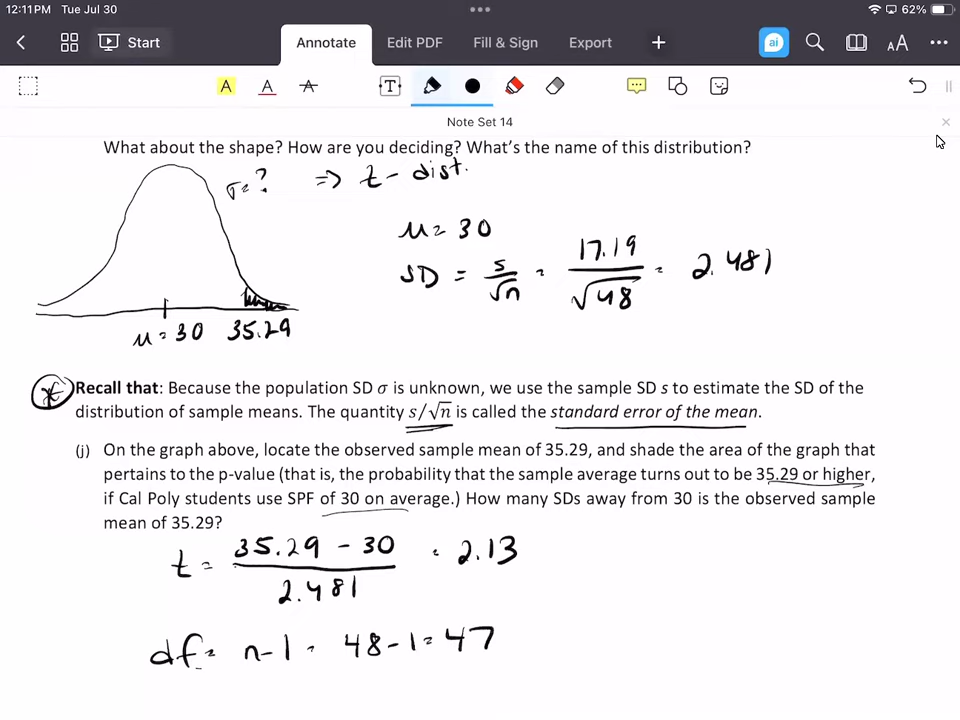 12:11PM Tue Jul 30
62%
Start
Annotate
Edit PDF
Fill & Sign
Export
ai
AA
A
A
A
T
Note Set 14
What about the shape? How are you deciding? What's the name of this distribution?
σ=? ⇒ t - dist.
μ = 30
SD = s/√n = 17.19/√48 = 2.481
μ = 30 35.29
* Recall that: Because the population SD σ is unknown, we use the sample SD s to estimate the SD of the
distribution of sample means. The quantity s/√n is called the standard error of the mean.
(j) On the graph above, locate the observed sample mean of 35.29, and shade the area of the graph that
pertains to the p-value (that is, the probability that the sample average turns out to be 35.29 or higher,
if Cal Poly students use SPF of 30 on average.) How many SDs away from 30 is the observed sample
mean of 35.29?
t = (35.29 - 30)/2.481 = 2.13
df = n-1 = 48-1 = 47